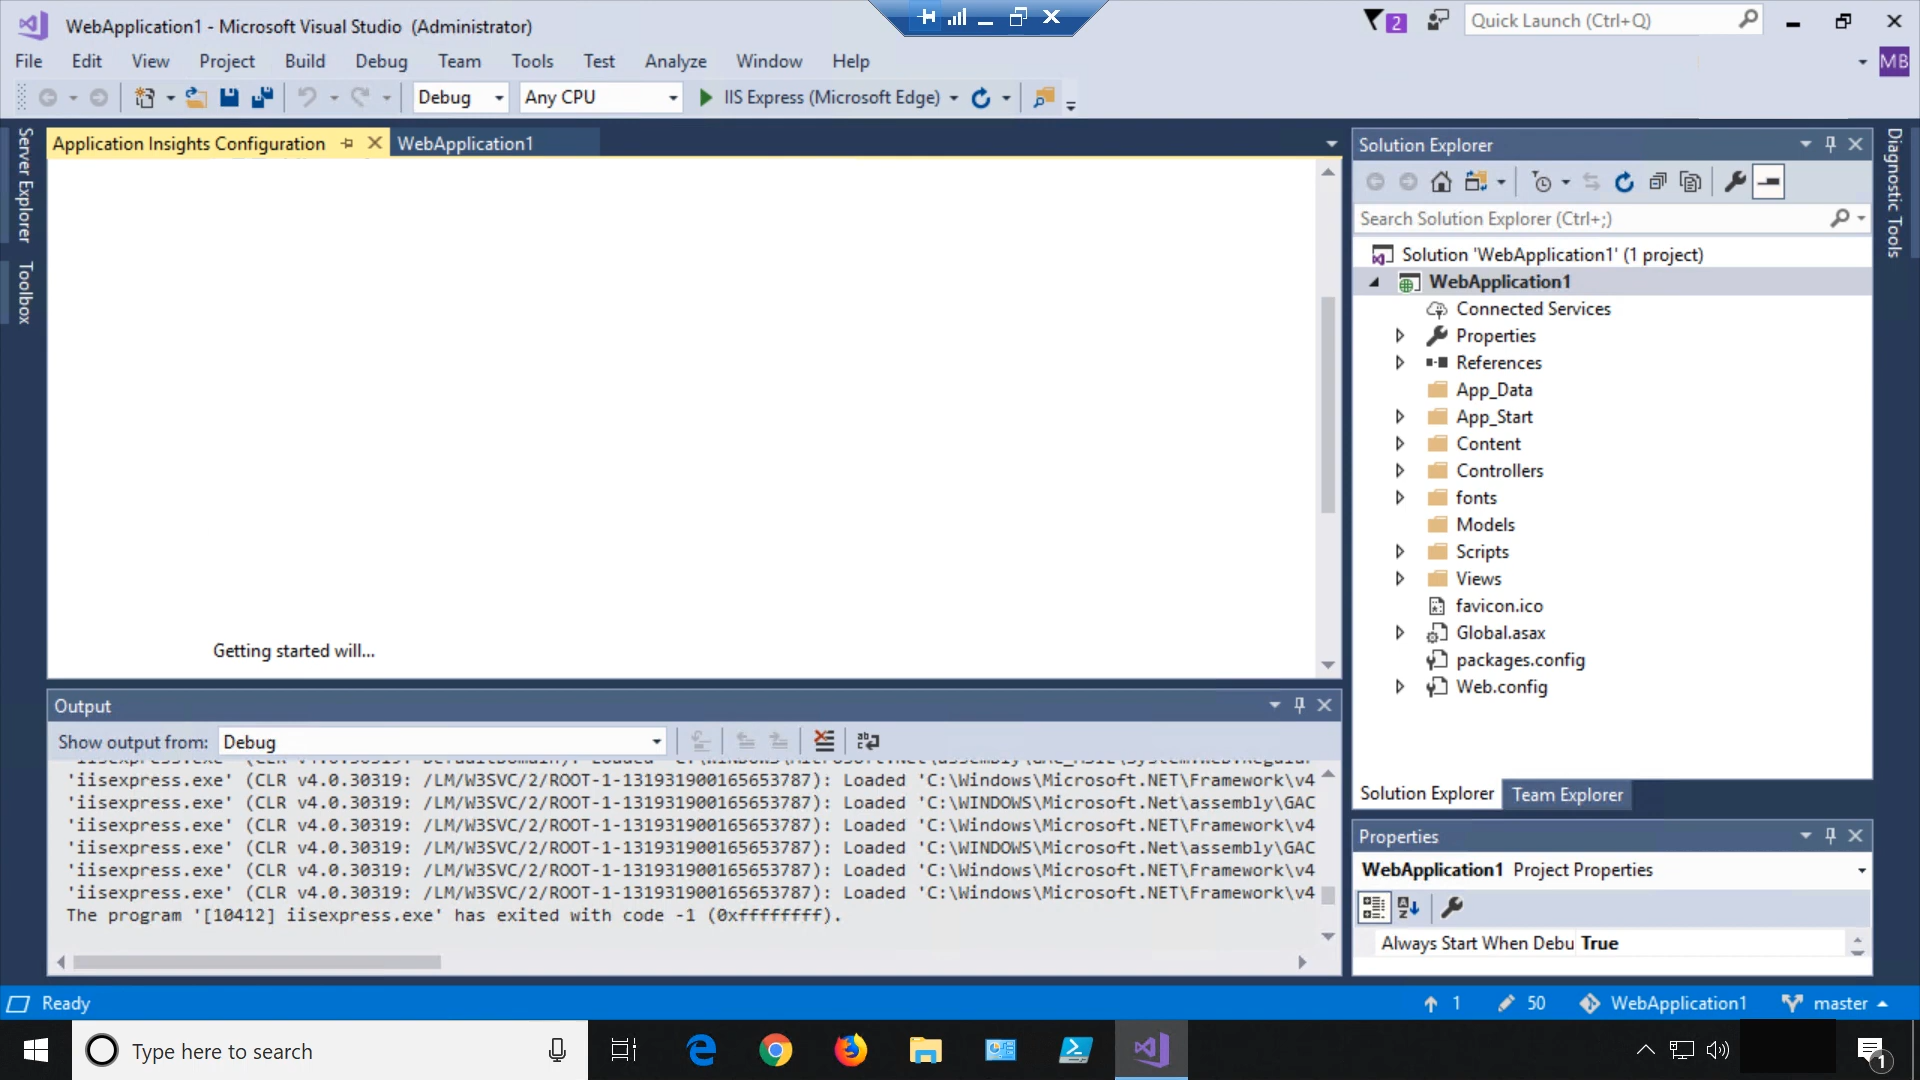 WebApplication1 - Microsoft Visual Studio (Administrator)
2
Quick Launch (Ctrl+Q)
File Edit View Project Build Debug Team Tools Test Analyze Window Help
MB
Debug Any CPU IIS Express (Microsoft Edge)
Server Explorer
Toolbox
Application Insights Configuration WebApplication1
Getting started will...
Output
Show output from: Debug
'iisexpress.exe' (CLR v4.0.30319: /LM/W3SVC/2/ROOT-1-131931900165653787): Loaded 'C:\Windows\Microsoft.NET\Framework\v4
'iisexpress.exe' (CLR v4.0.30319: /LM/W3SVC/2/ROOT-1-131931900165653787): Loaded 'C:\WINDOWS\Microsoft.Net\assembly\GAC
'iisexpress.exe' (CLR v4.0.30319: /LM/W3SVC/2/ROOT-1-131931900165653787): Loaded 'C:\Windows\Microsoft.NET\Framework\v4
'iisexpress.exe' (CLR v4.0.30319: /LM/W3SVC/2/ROOT-1-131931900165653787): Loaded 'C:\WINDOWS\Microsoft.Net\assembly\GAC
'iisexpress.exe' (CLR v4.0.30319: /LM/W3SVC/2/ROOT-1-131931900165653787): Loaded 'C:\Windows\Microsoft.NET\Framework\v4
'iisexpress.exe' (CLR v4.0.30319: /LM/W3SVC/2/ROOT-1-131931900165653787): Loaded 'C:\Windows\Microsoft.NET\Framework\v4
The program '[10412] iisexpress.exe' has exited with code -1 (0xffffffff).
Solution Explorer
Search Solution Explorer (Ctrl+;)
Solution 'WebApplication1' (1 project)
WebApplication1
Connected Services
Properties
References
App_Data
App_Start
Content
Controllers
fonts
Models
Scripts
Views
favicon.ico
Global.asax
packages.config
Web.config
Solution Explorer Team Explorer
Properties
WebApplication1 Project Properties
Always Start When Debu True
Diagnostic Tools
Ready 1 50 WebApplication1 master
Type here to search
1